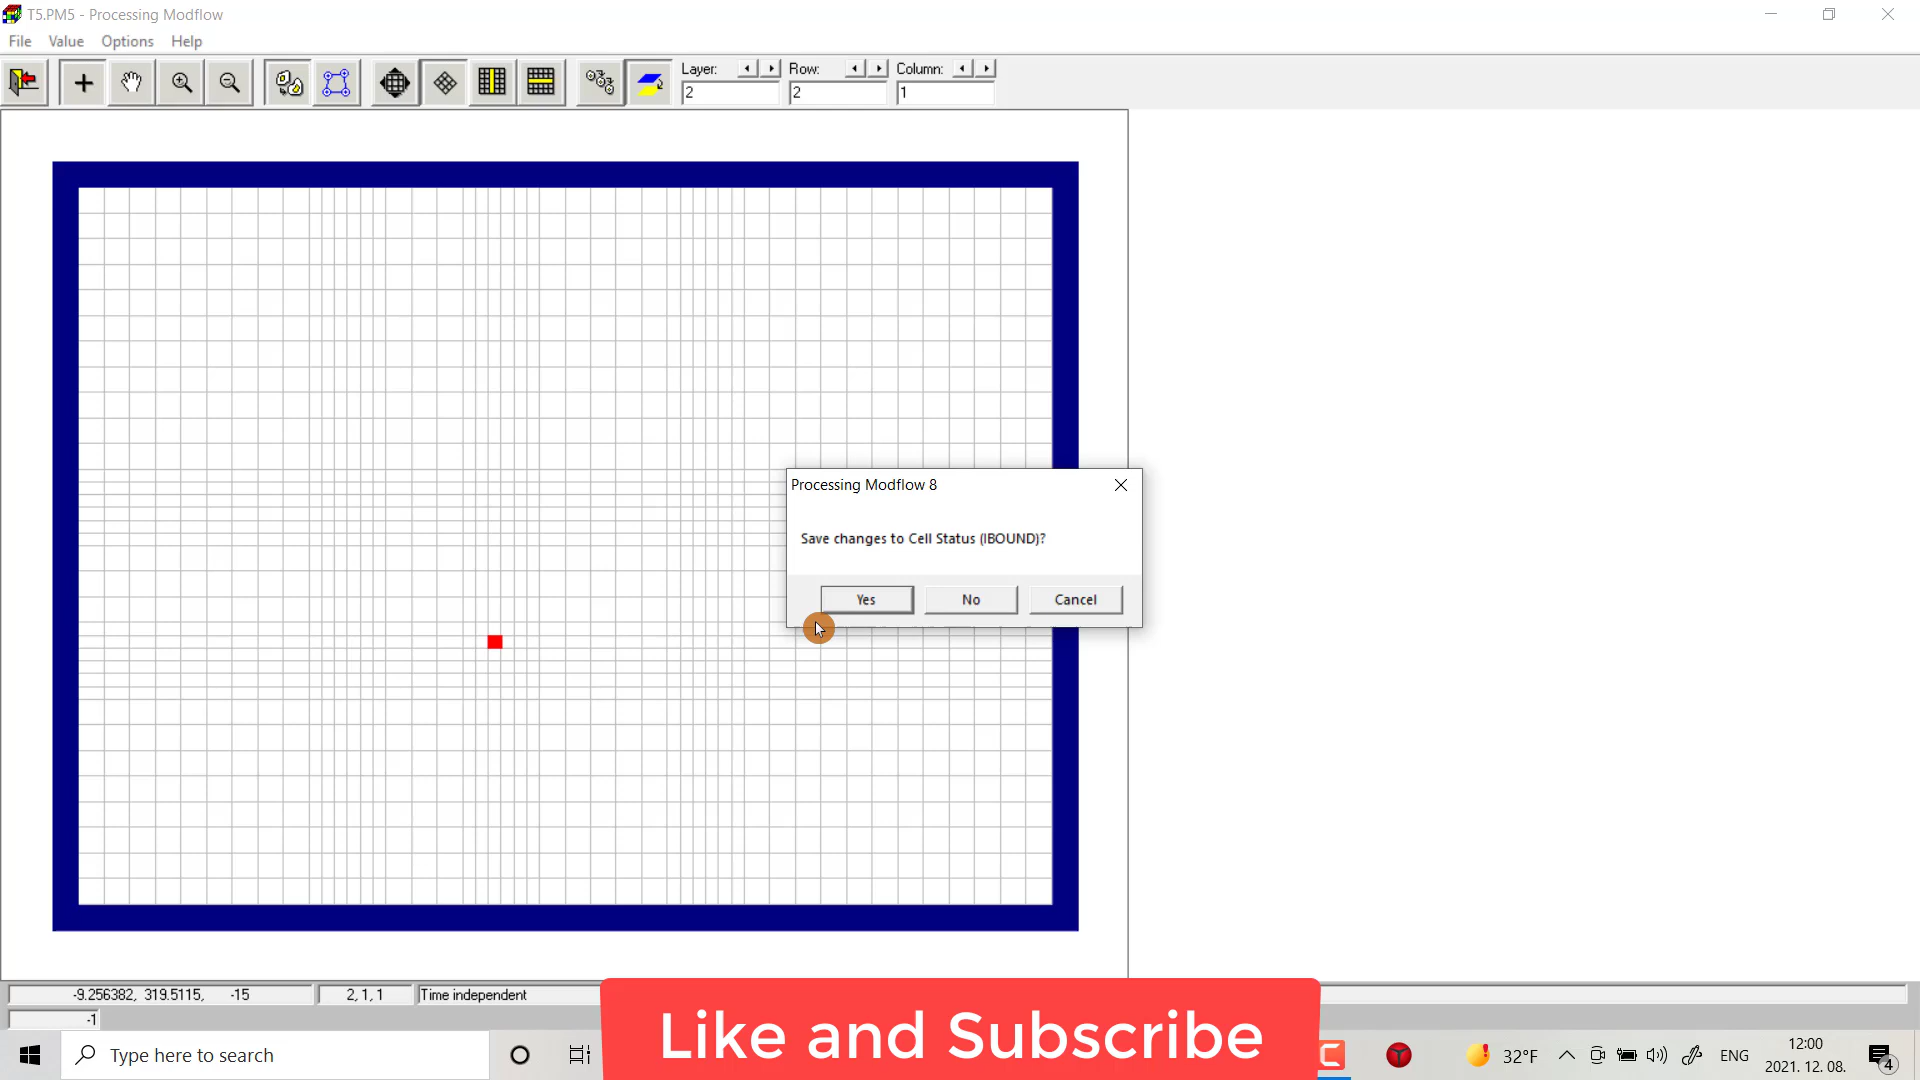 T5.PM5 - Processing Modflow
File Value Options Help
Layer: Row: Column:
2 2 1
Processing Modflow 8
Save changes to Cell Status (IBOUND)?
Yes No Cancel
-9.256382, 319.5115, -15 2, 1, 1 Time independent
-1
Like and Subscribe
Type here to search
32°F ENG
12:00
2021. 12. 08.
4